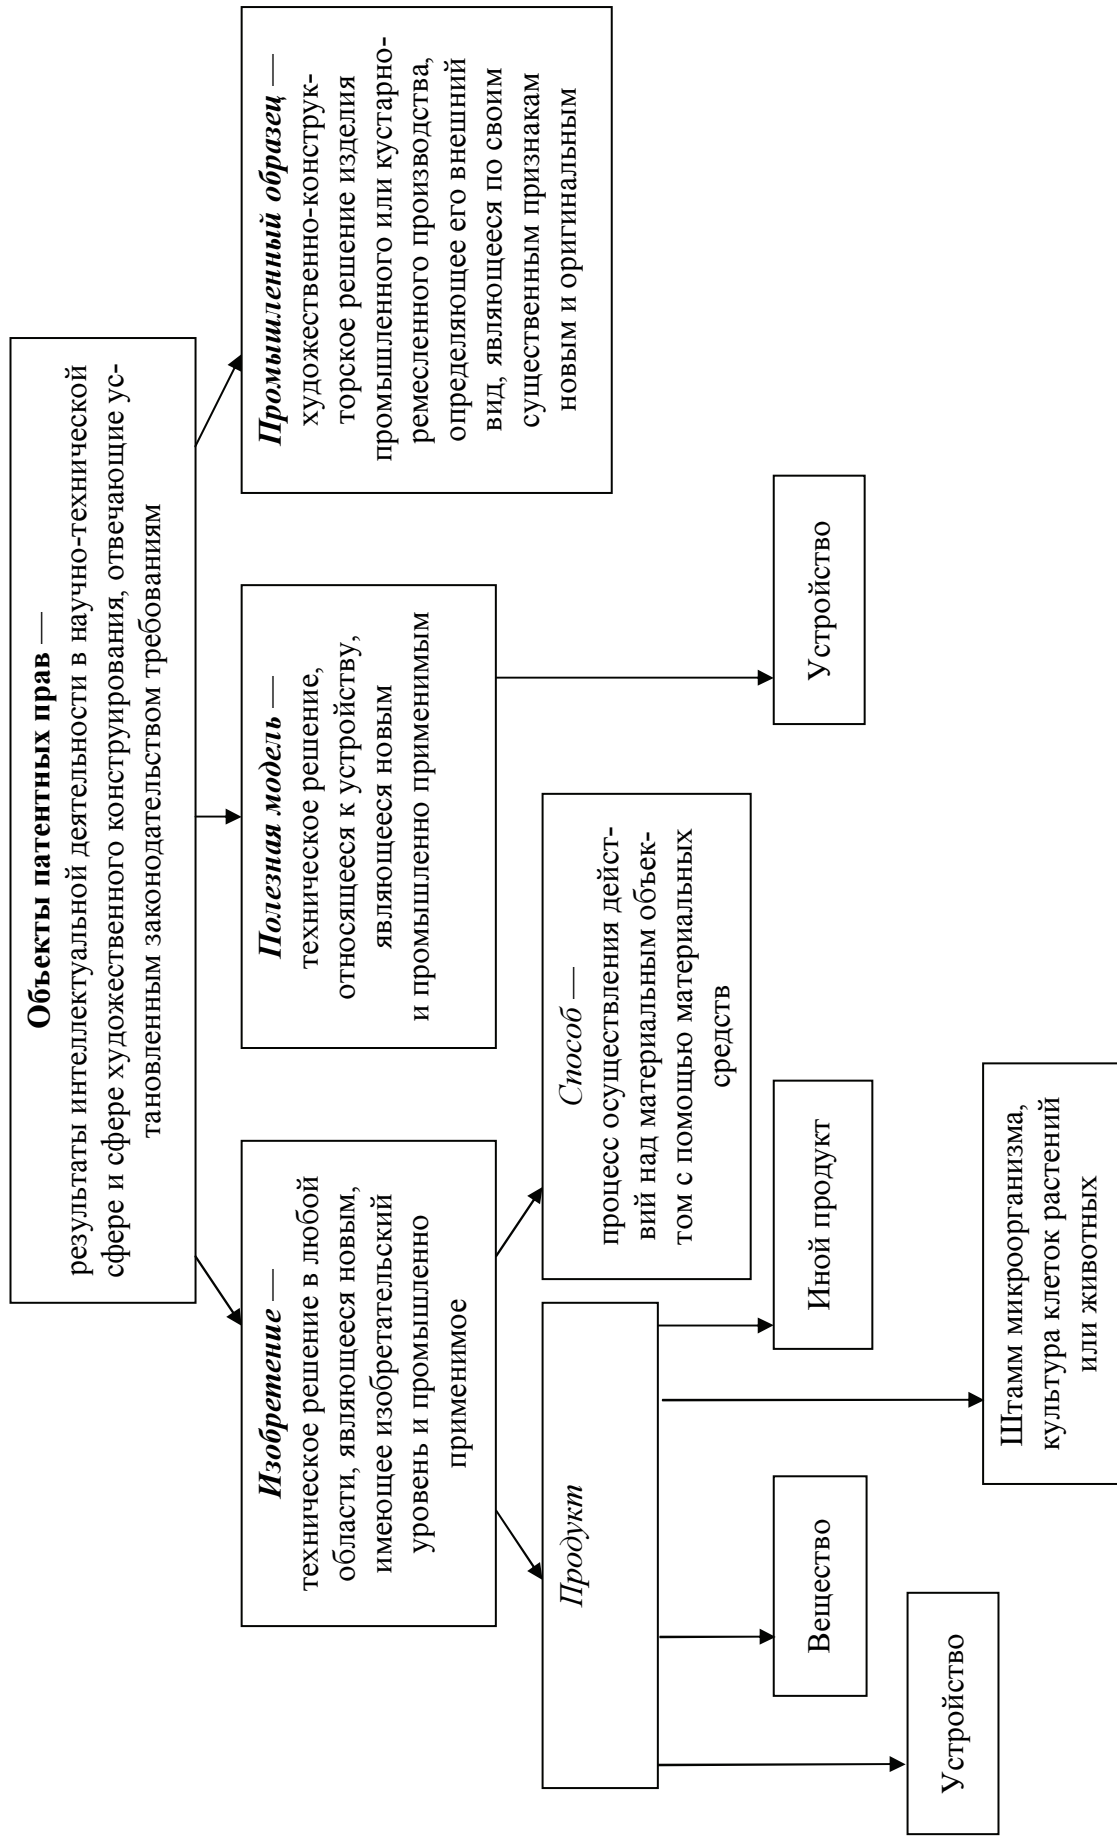 Объекты патентных прав —
результаты интеллектуальной деятельности в научно-технической
сфере и сфере художественного конструирования, отвечающие ус-
тановленным законодательством требованиям
Изобретение —
техническое решение в любой
области, являющееся новым,
имеющее изобретательский
уровень и промышленно
применимое
Полезная модель —
техническое решение,
относящееся к устройству,
являющееся новым
и промышленно применимым
Промышленный образец —
художественно-конструк-
торское решение изделия
промышленного или кустарно-
ремесленного производства,
определяющее его внешний
вид, являющееся по своим
существенным признакам
новым и оригинальным
Продукт
Способ —
процесс осуществления дейст-
вий над материальным объек-
том с помощью материальных
средств
Устройство
Вещество
Штамм микроорганизма,
культура клеток растений
или животных
Иной продукт
Устройство